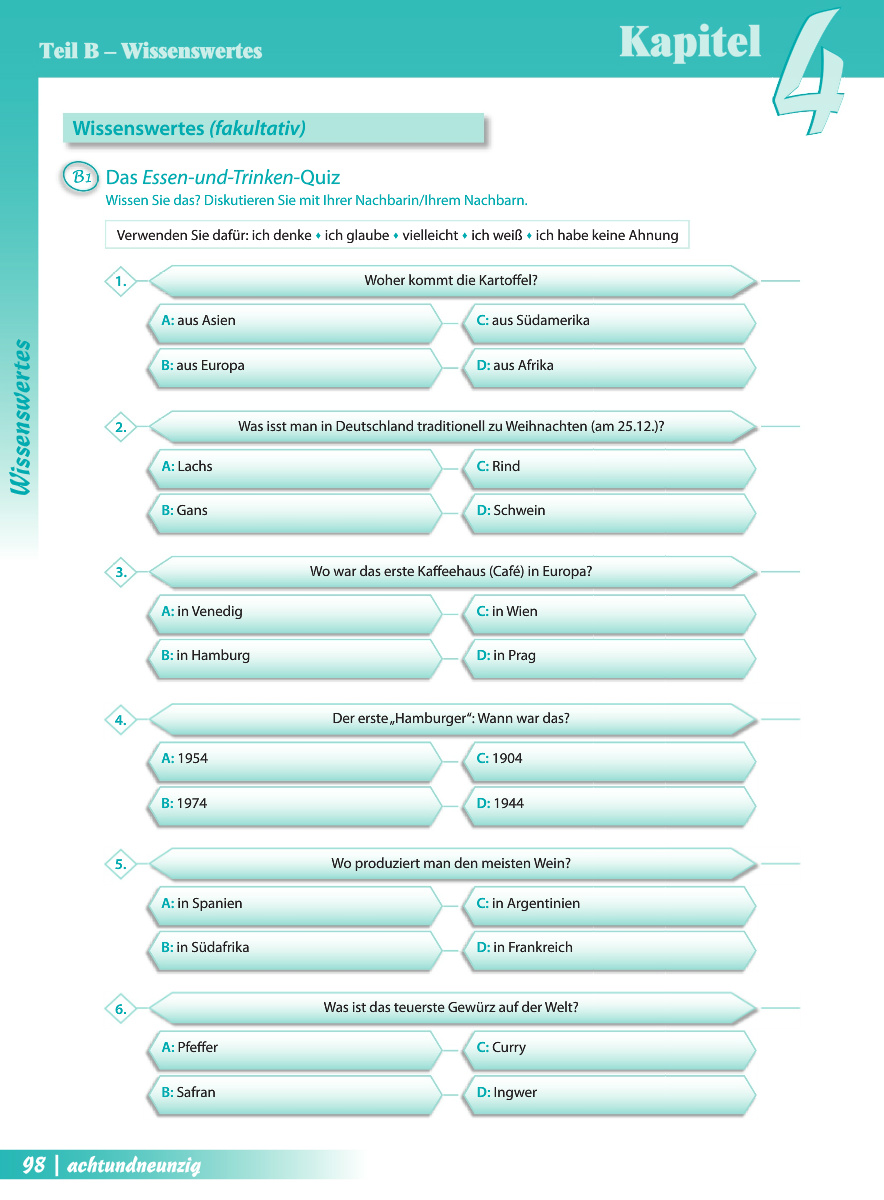 Teil B – Wissenswertes
Kapitel 4
Wissenswertes
Wissenswertes (fakultativ)
B1 Das Essen-und-Trinken-Quiz
Wissen Sie das? Diskutieren Sie mit Ihrer Nachbarin/Ihrem Nachbarn.
Verwenden Sie dafür: ich denke ♦ ich glaube ♦ vielleicht ♦ ich weiß ♦ ich habe keine Ahnung
1. Woher kommt die Kartoffel?
A: aus Asien
C: aus Südamerika
B: aus Europa
D: aus Afrika
2. Was isst man in Deutschland traditionell zu Weihnachten (am 25.12.)?
A: Lachs
C: Rind
B: Gans
D: Schwein
3. Wo war das erste Kaffeehaus (Café) in Europa?
A: in Venedig
C: in Wien
B: in Hamburg
D: in Prag
4. Der erste „Hamburger“: Wann war das?
A: 1954
C: 1904
B: 1974
D: 1944
5. Wo produziert man den meisten Wein?
A: in Spanien
C: in Argentinien
B: in Südafrika
D: in Frankreich
6. Was ist das teuerste Gewürz auf der Welt?
A: Pfeffer
C: Curry
B: Safran
D: Ingwer
98 | achtundneunzig